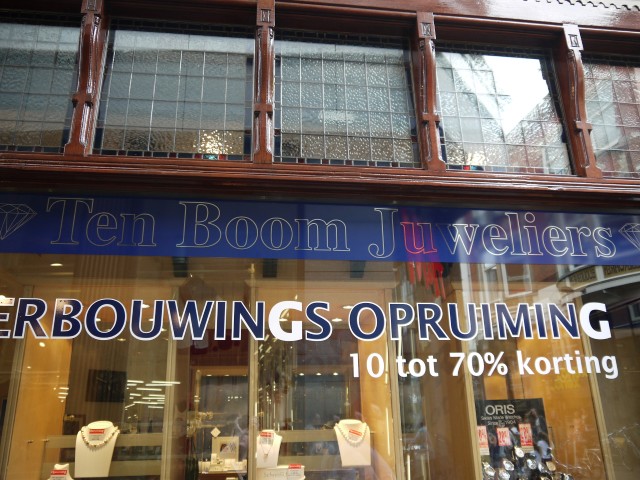 Ten Boom Juweliers
ERBOUWINGS OPRUIMING
10 tot 70% korting
ORIS